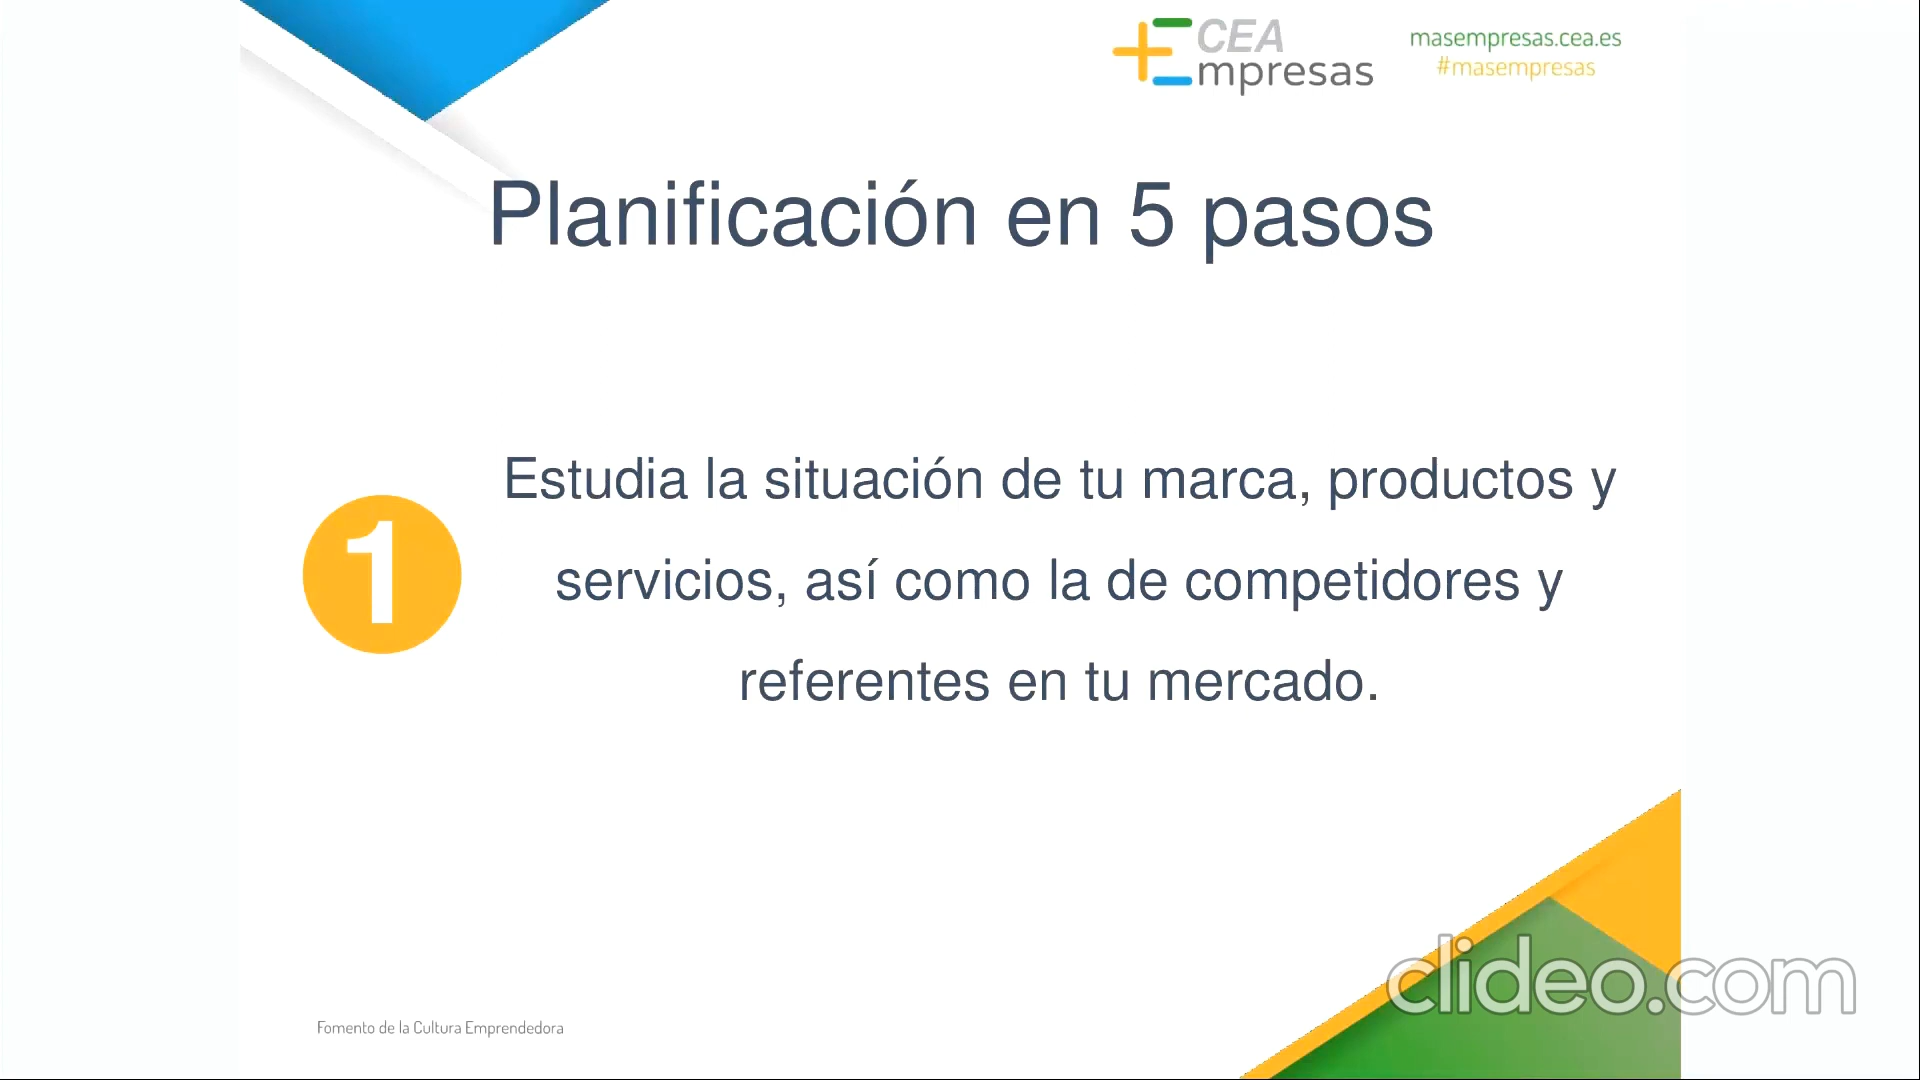 CEA
Empresas
masempresas.cea.es
#masempresas
Planificación en 5 pasos
1
Estudia la situación de tu marca, productos y
servicios, así como la de competidores y
referentes en tu mercado.
clideo.com
Fomento de la Cultura Emprendedora